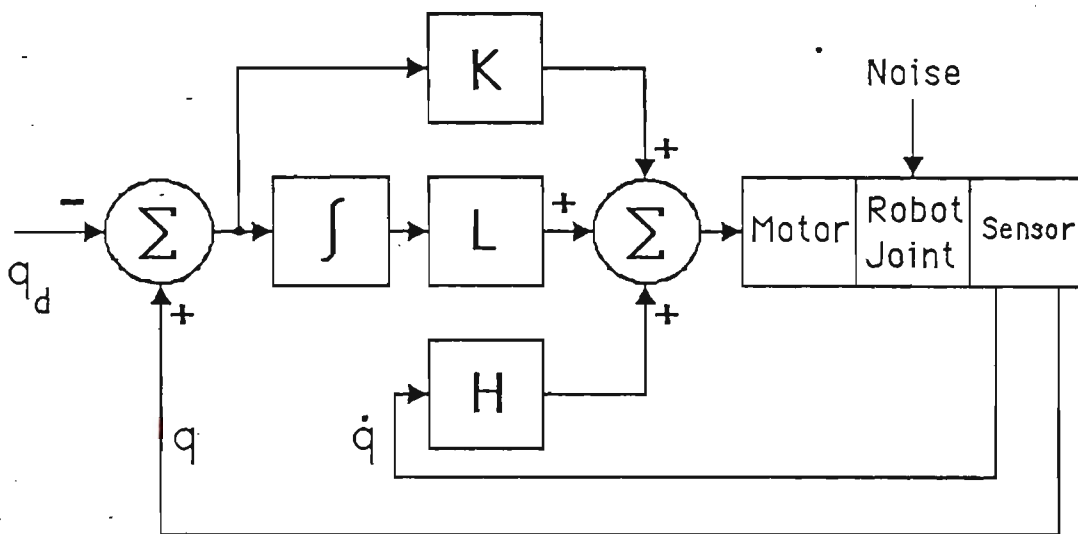 K
Noise
+
-
Σ
∫
L
+
Σ
Motor
Robot
Joint
Sensor
q_d
+
+
H
q
q̇